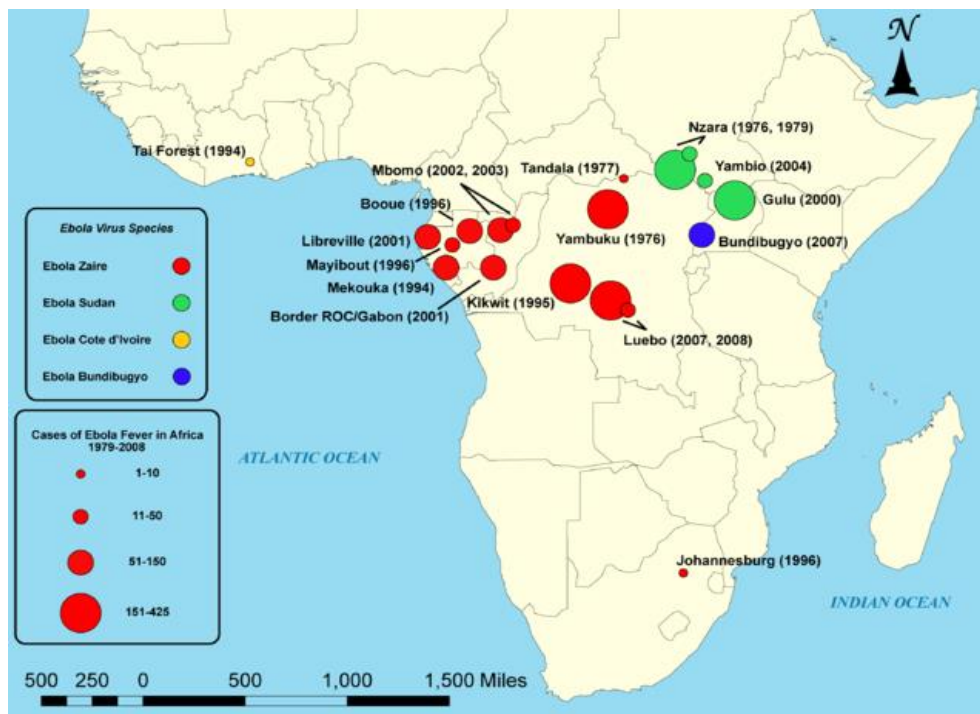 N
Nzara (1976, 1979)
Tai Forest (1994)
Tandala (1977)
Yambio (2004)
Mbomo (2002, 2003)
Booue (1996)
Gulu (2000)
Yambuku (1976)
Bundibugyo (2007)
Libreville (2001)
Mayibout (1996)
Mekouka (1994)
Kikwit (1995)
Border ROC/Gabon (2001)
Luebo (2007, 2008)
Ebola Virus Species
Ebola Zaire
Ebola Sudan
Ebola Cote d'Ivoire
Ebola Bundibugyo
Cases of Ebola Fever in Africa
1979-2008
1-10
11-50
51-150
151-425
ATLANTIC OCEAN
Johannesburg (1996)
INDIAN OCEAN
500 250 0 500 1,000 1,500 Miles